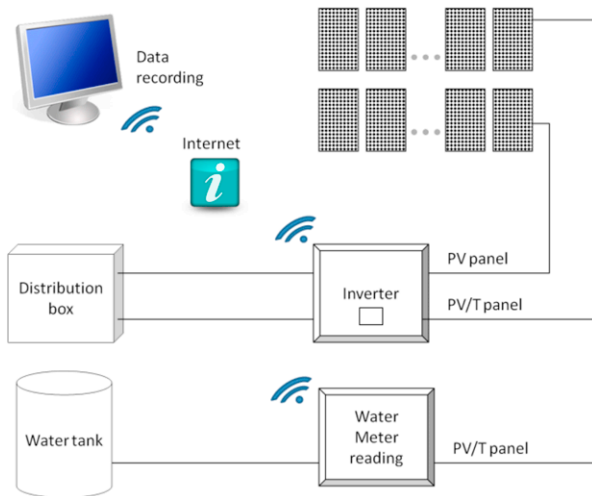 Data
recording
Internet
i
PV panel
Distribution
box
Inverter
PV/T panel
Water tank
Water
Meter
reading
PV/T panel